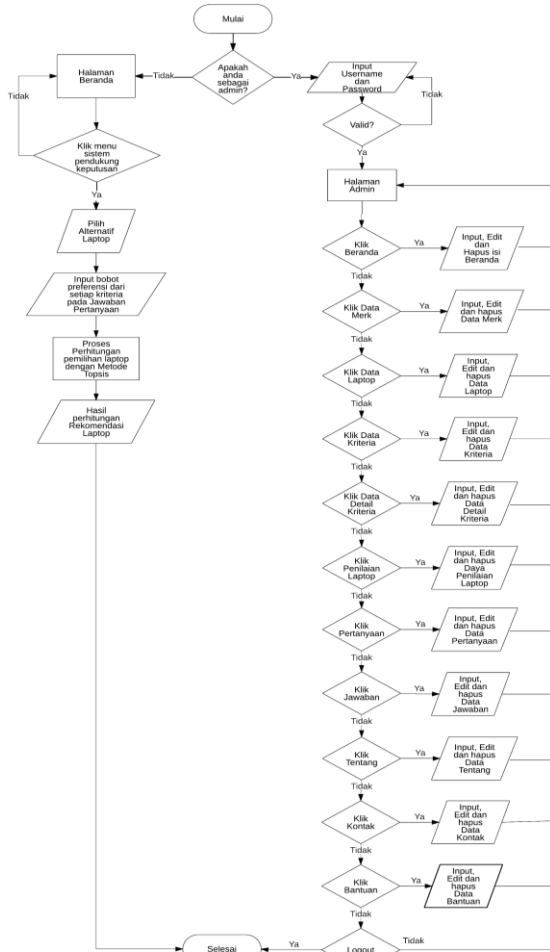 Mulai
Halaman
Beranda
Tidak
Apakah
anda
sebagai
admin?
Ya
Input
Username
dan
Password
Tidak
Tidak
Klik menu
sistem
pendukung
keputusan
Valid?
Ya
Ya
Halaman
Admin
Pilih
Alternatif
Laptop
Klik
Beranda
Ya
Input, Edit
dan
Hapus isi
Beranda
Tidak
Input bobot
preferensi dari
setiap kriteria
pada Jawaban
Pertanyaan
Klik Data
Merk
Ya
Input, Edit
dan hapus
Data Merk
Tidak
Proses
Perhitungan
pemilihan laptop
dengan Metode
Topsis
Klik Data
Laptop
Ya
Input,
Edit dan
hapus
Data
Laptop
Tidak
Hasil
perhitungan
Rekomendasi
Laptop
Klik Data
Kriteria
Ya
Input,
Edit dan
hapus
Data
Kriteria
Tidak
Klik Data
Detail
Kriteria
Ya
Input, Edit
dan hapus
Data
Detail
Kriteria
Tidak
Klik
Penilaian
Laptop
Ya
Input, Edit
dan hapus
Daya
Penilaian
Laptop
Tidak
Klik
Pertanyaan
Ya
Input, Edit
dan hapus
Data
Pertanyaan
Tidak
Klik
Jawaban
Ya
Input,
Edit dan
hapus
Data
Jawaban
Tidak
Klik
Tentang
Ya
Input, Edit
dan hapus
Data
Tentang
Tidak
Klik
Kontak
Ya
Input,
Edit dan
hapus
Data
Kontak
Tidak
Klik
Bantuan
Ya
Input,
Edit dan
hapus
Data
Bantuan
Tidak
Selesai
Ya
Logout
Tidak